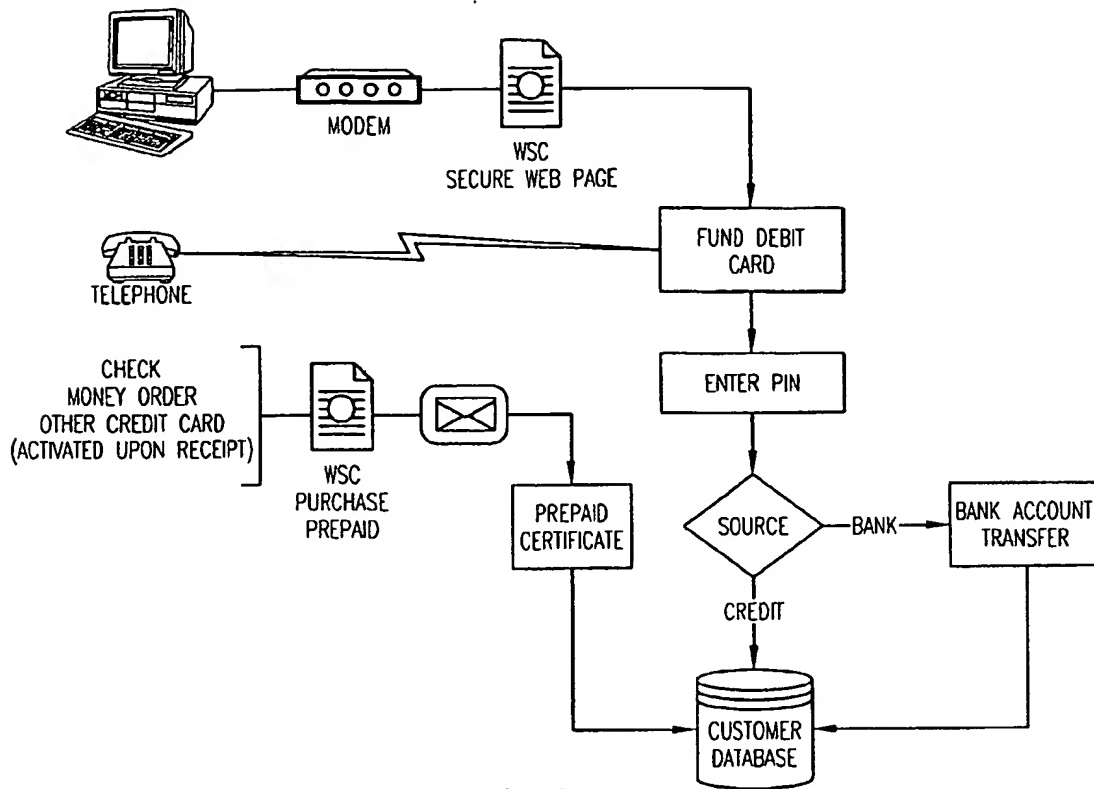 MODEM
WSC
SECURE WEB PAGE
FUND DEBIT
CARD
TELEPHONE
ENTER PIN
CHECK
MONEY ORDER
OTHER CREDIT CARD
(ACTIVATED UPON RECEIPT)
WSC
PURCHASE
PREPAID
PREPAID
CERTIFICATE
SOURCE
BANK
BANK ACCOUNT
TRANSFER
CREDIT
CUSTOMER
DATABASE